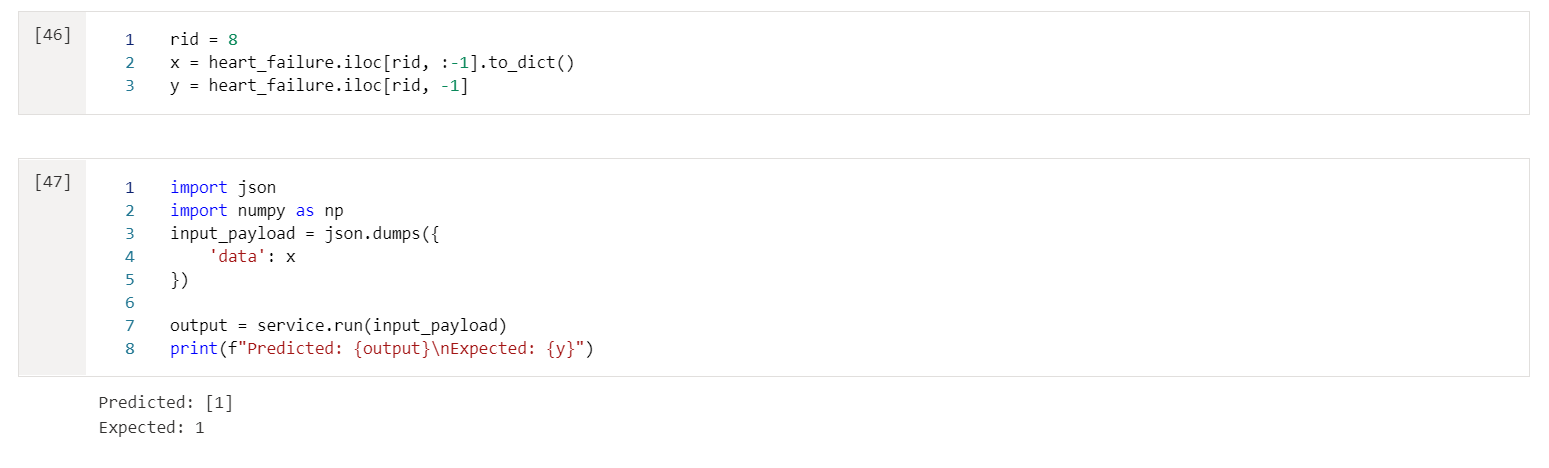 [46]
1 rid = 8
2 x = heart_failure.iloc[rid, :-1].to_dict()
3 y = heart_failure.iloc[rid, -1]
[47]
1 import json
2 import numpy as np
3 input_payload = json.dumps({
4     'data': x
5 })
6
7 output = service.run(input_payload)
8 print(f"Predicted: {output}\nExpected: {y}")
Predicted: [1]
Expected: 1